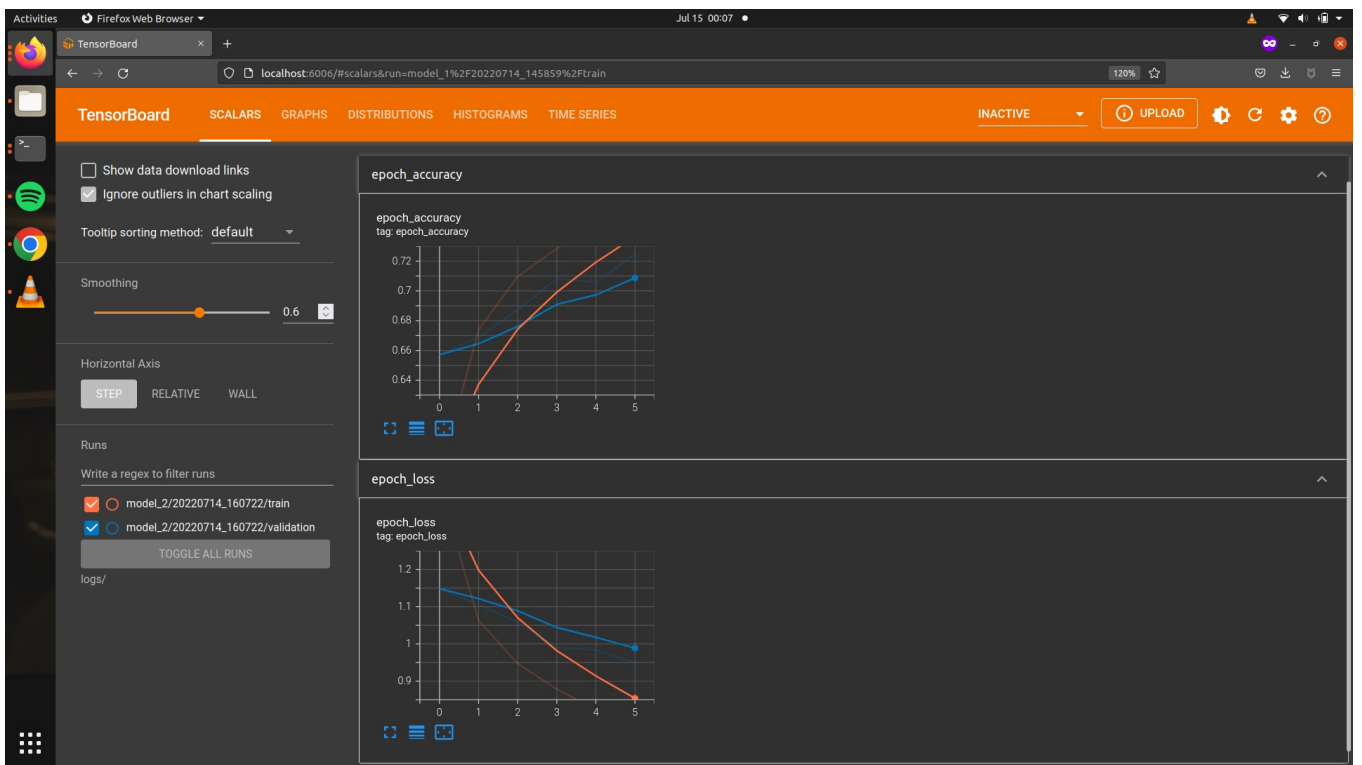 Activities Firefox Web Browser Jul 15 00:07
TensorBoard
localhost:6006/#scalars&run=model_1%2F20220714_145859%2Ftrain 120%
TensorBoard SCALARS GRAPHS DISTRIBUTIONS HISTOGRAMS TIME SERIES INACTIVE UPLOAD
Show data download links
Ignore outliers in chart scaling
Tooltip sorting method: default
Smoothing
0.6
Horizontal Axis
STEP RELATIVE WALL
Runs
Write a regex to filter runs
model_2/20220714_160722/train
model_2/20220714_160722/validation
TOGGLE ALL RUNS
logs/
epoch_accuracy
epoch_accuracy
tag: epoch_accuracy
0.72
0.7
0.68
0.66
0.64
0 1 2 3 4 5
epoch_loss
epoch_loss
tag: epoch_loss
1.2
1.1
1
0.9
0 1 2 3 4 5